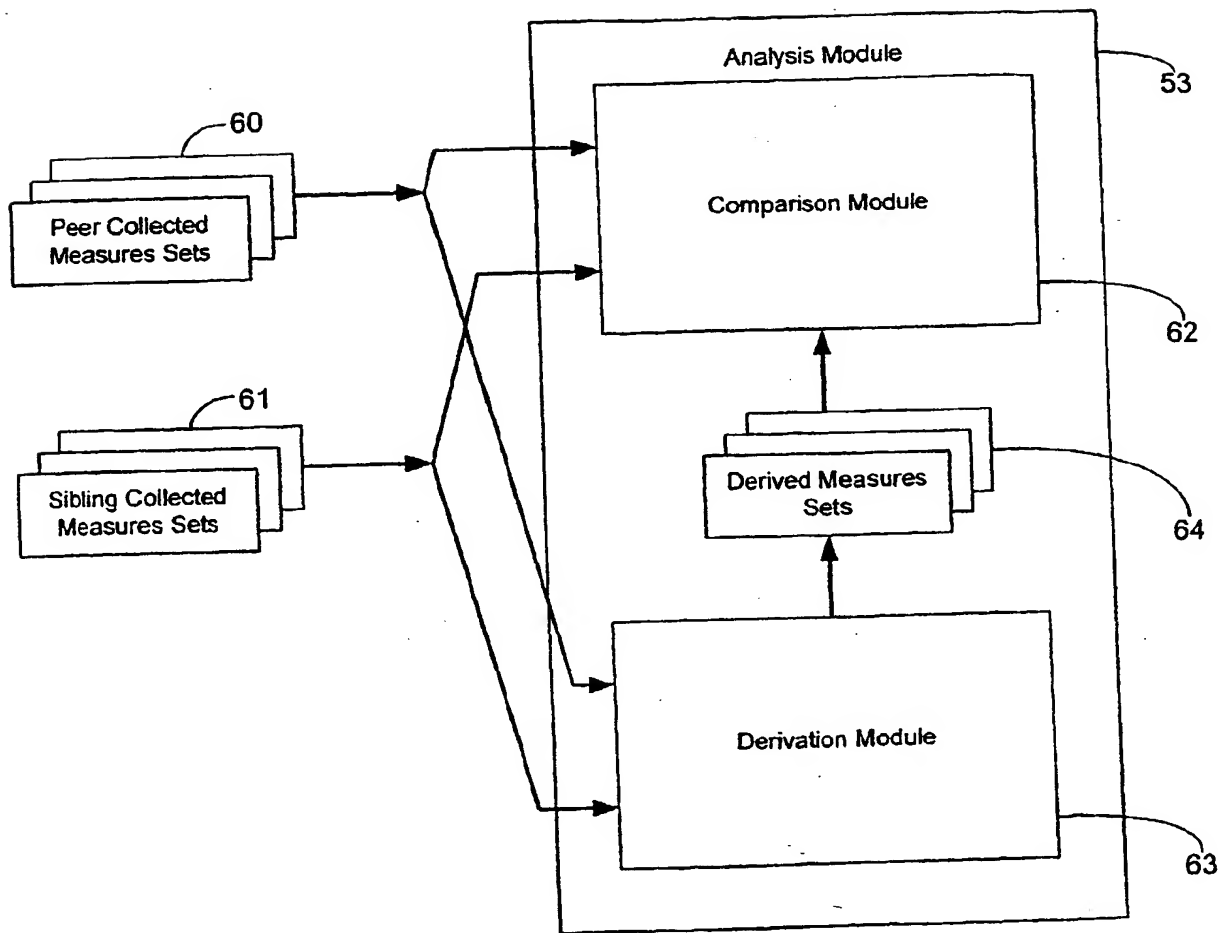 Analysis Module
53
60
Peer Collected
Measures Sets
Comparison Module
62
61
Sibling Collected
Measures Sets
Derived Measures
Sets
64
Derivation Module
63